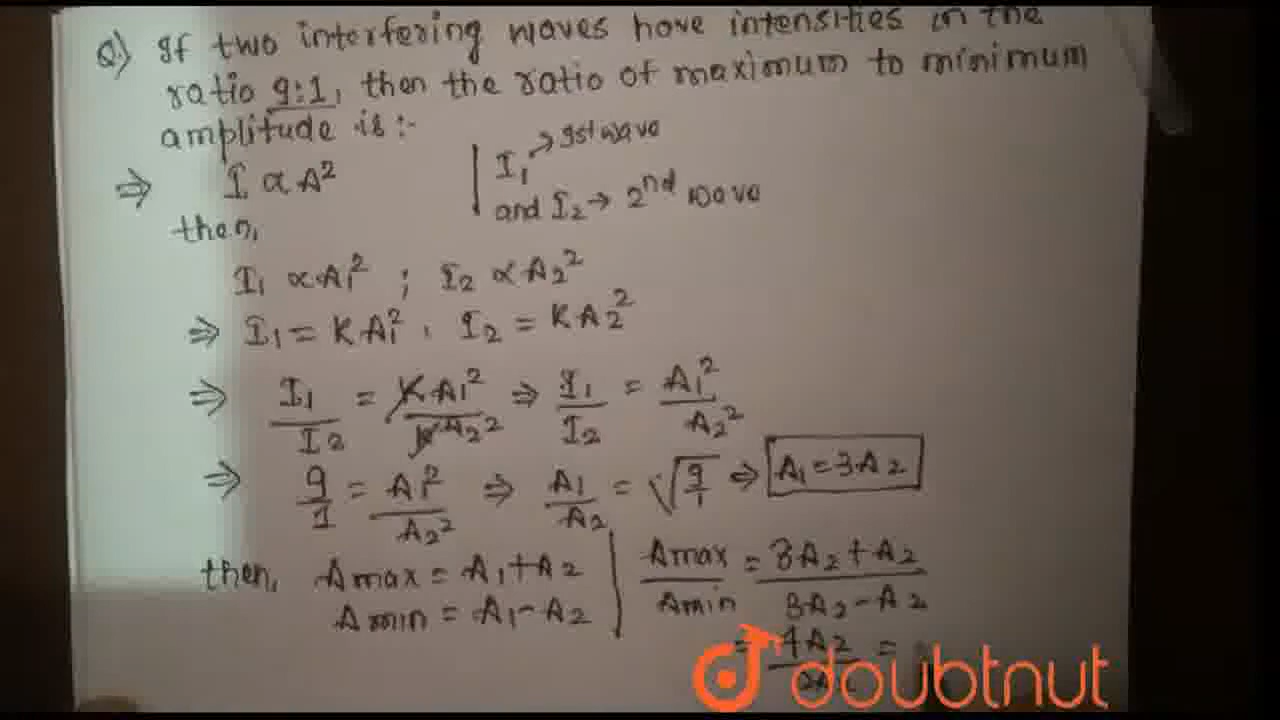 Q.) If two interfering waves have intensities in the
ratio 9:1, then the ratio of maximum to minimum
amplitude is :-
⇒ I ∝ A² | I₁ → Ist wave
and I₂ → 2nd wave
then,
I₁ ∝ A₁² ; I₂ ∝ A₂²
⇒ I₁ = KA₁² , I₂ = KA₂²
⇒ I₁/I₂ = KA₁²/KA₂² ⇒ I₁/I₂ = A₁²/A₂²
⇒ 9/1 = A₁²/A₂² ⇒ A₁/A₂ = √9/1 ⇒ A₁ = 3A₂
then, Amax = A₁ + A₂ | Amax/Amin = 3A₂ + A₂/3A₂ - A₂
Amin = A₁ - A₂
= 4A₂/2A₂ =
doubtnut